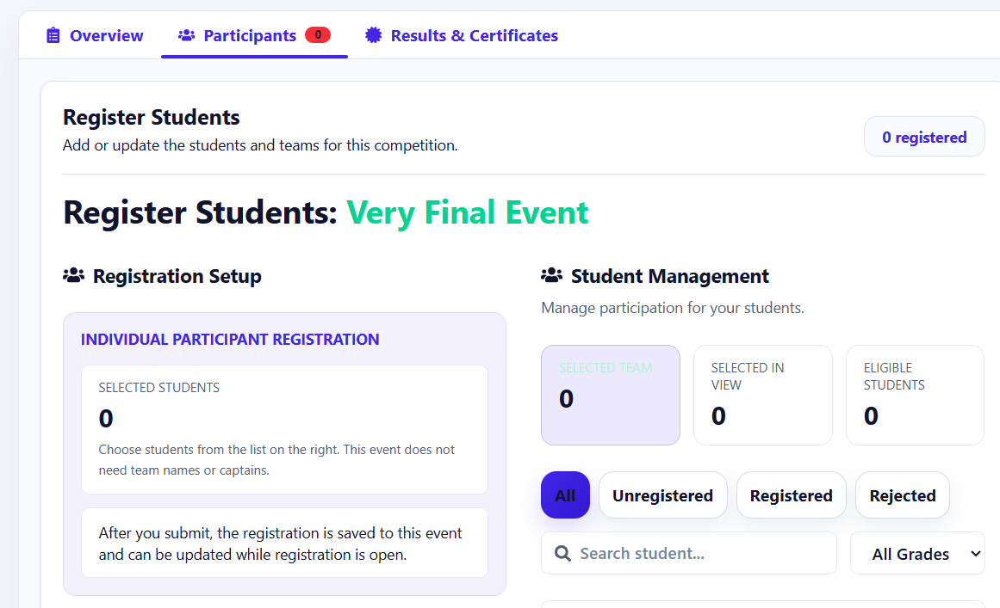 Overview
Participants 0
Results & Certificates
Register Students
Add or update the students and teams for this competition.
0 registered
Register Students: Very Final Event
Registration Setup
INDIVIDUAL PARTICIPANT REGISTRATION
SELECTED STUDENTS
0
Choose students from the list on the right. This event does not
need team names or captains.
After you submit, the registration is saved to this event
and can be updated while registration is open.
Student Management
Manage participation for your students.
SELECTED TEAM
0
SELECTED IN
VIEW
0
ELIGIBLE
STUDENTS
0
All
Unregistered
Registered
Rejected
Search student...
All Grades